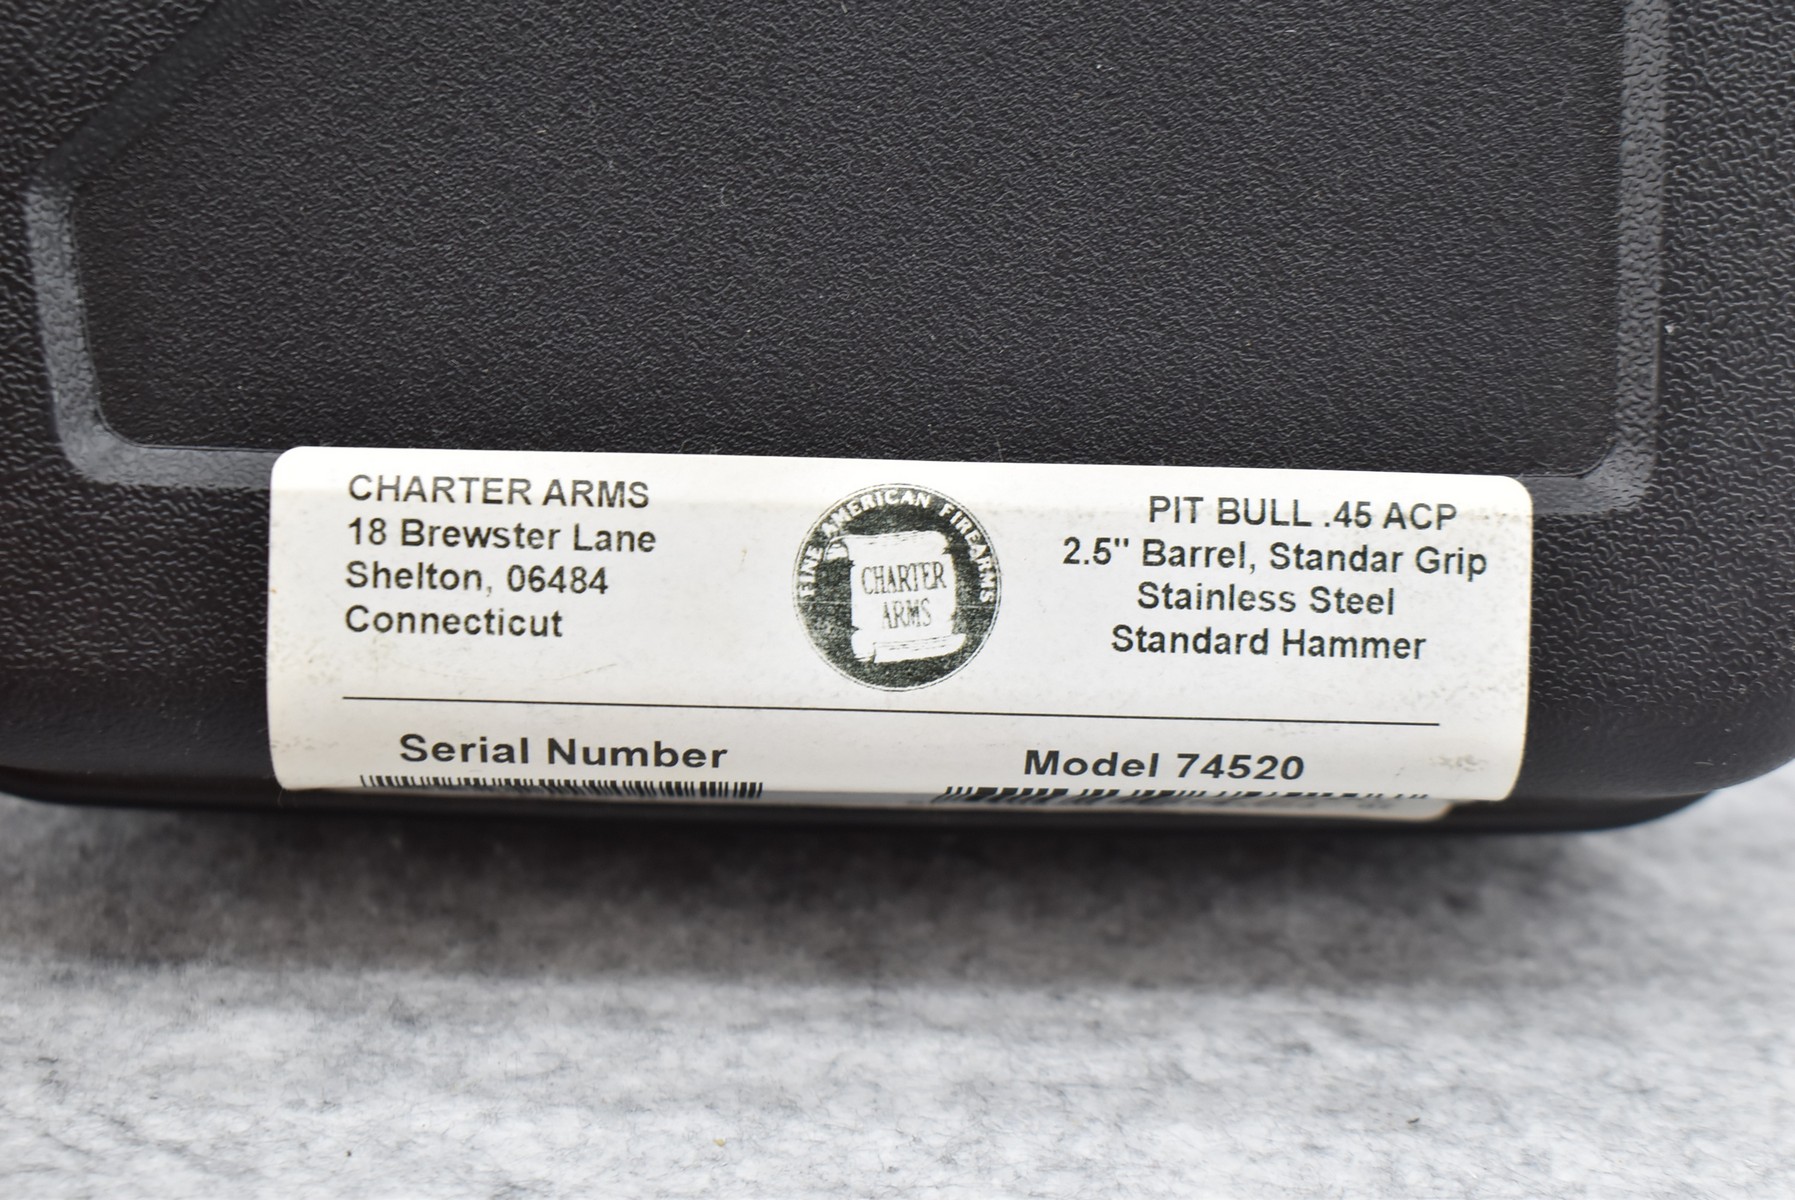 CHARTER ARMS
18 Brewster Lane
Shelton, 06484
Connecticut
FINE AMERICAN FIREARMS
CHARTER
ARMS
PIT BULL .45 ACP
2.5" Barrel, Standar Grip
Stainless Steel
Standard Hammer
Serial Number
Model 74520